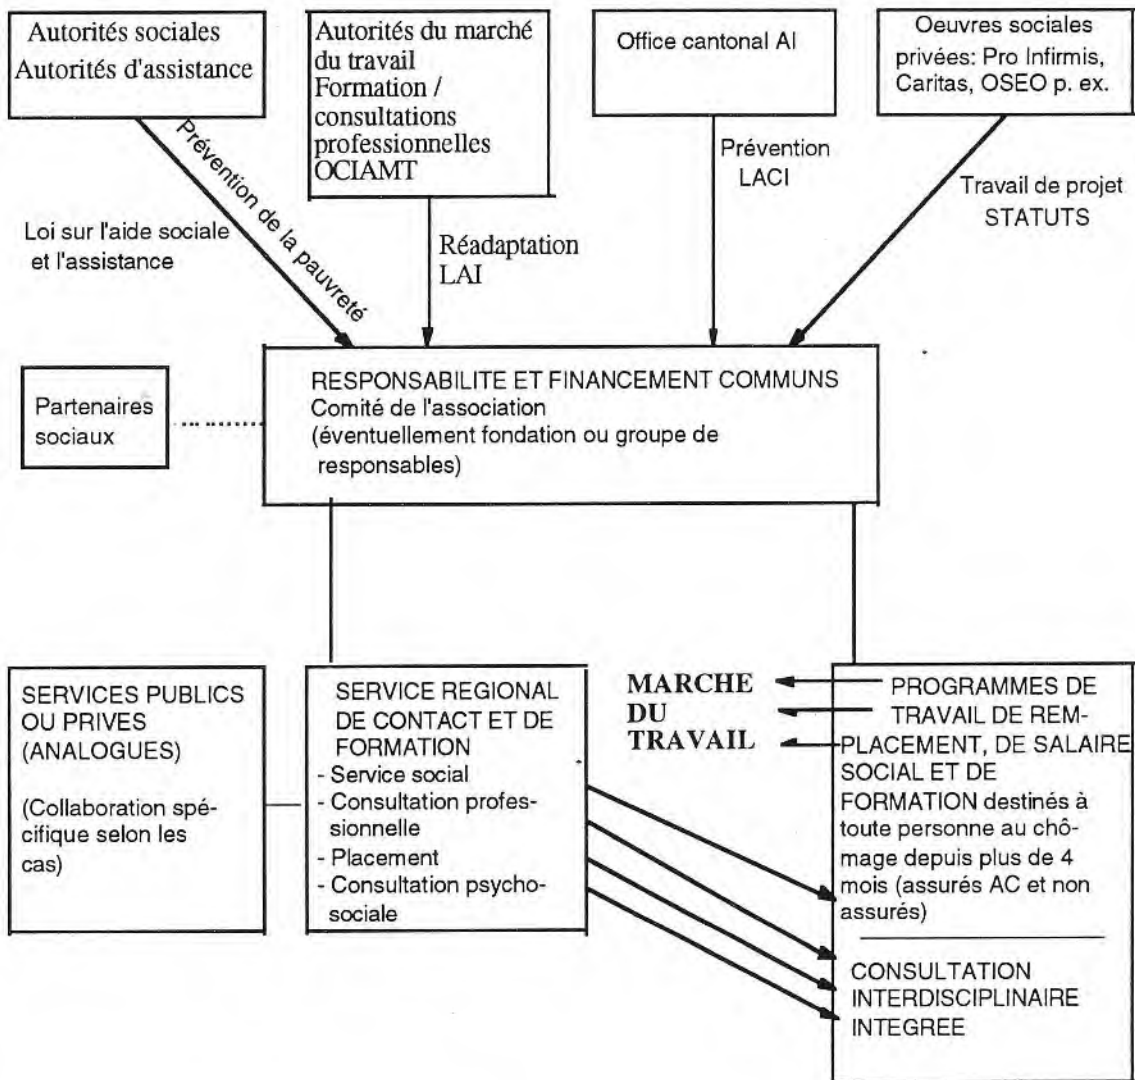 Autorités sociales
Autorités d'assistance
Autorités du marché
du travail
Formation /
consultations
professionnelles
OCIAMT
Office cantonal AI
Oeuvres sociales
privées: Pro Infirmis,
Caritas, OSEO p. ex.
Prévention de la pauvreté
Loi sur l'aide sociale
et l'assistance
Réadaptation
LAI
Prévention
LACI
Travail de projet
STATUTS
Partenaires
sociaux
RESPONSABILITE ET FINANCEMENT COMMUNS
Comité de l'association
(éventuellement fondation ou groupe de
responsables)
SERVICES PUBLICS
OU PRIVES
(ANALOGUES)
(Collaboration spé-
cifique selon les
cas)
SERVICE REGIONAL
DE CONTACT ET DE
FORMATION
- Service social
- Consultation profes-
sionnelle
- Placement
- Consultation psycho-
sociale
MARCHE
DU
TRAVAIL
PROGRAMMES DE
TRAVAIL DE REM-
PLACEMENT, DE SALAIRE
SOCIAL ET DE
FORMATION destinés à
toute personne au chô-
mage depuis plus de 4
mois (assurés AC et non
assurés)
CONSULTATION
INTERDISCIPLINAIRE
INTEGREE